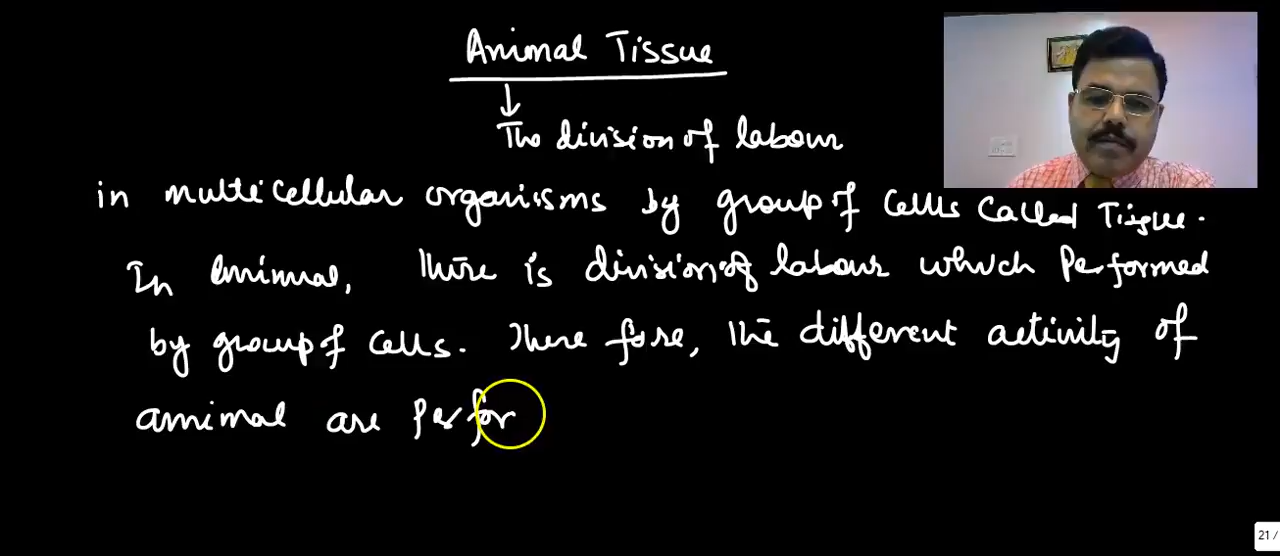 Animal Tissue
The division of labour
in multicellular organisms by group of cells called Tissue.
In animal, there is division of labour which performed
by group of cells. There fore, the different activity of
animal are perfor
21 /